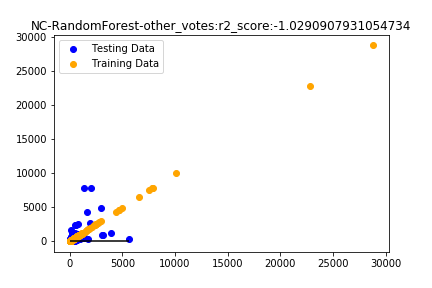 NC-RandomForest-other_votes:r2_score:-1.0290907931054734
30000
25000
20000
15000
10000
5000
0
Testing Data
Training Data
0 5000 10000 15000 20000 25000 30000